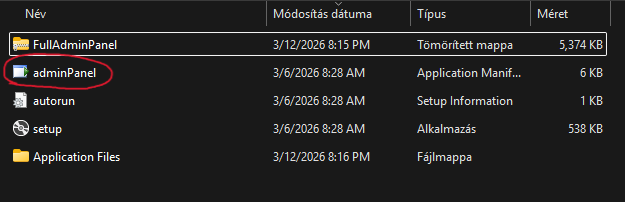 Név Módosítás dátuma Típus Méret
FullAdminPanel 3/12/2026 8:15 PM Tömörített mappa 5,374 KB
adminPanel 3/6/2026 8:28 AM Application Manif... 6 KB
autorun 3/6/2026 8:28 AM Setup Information 1 KB
setup 3/6/2026 8:28 AM Alkalmazás 538 KB
Application Files 3/12/2026 8:16 PM Fájlmappa